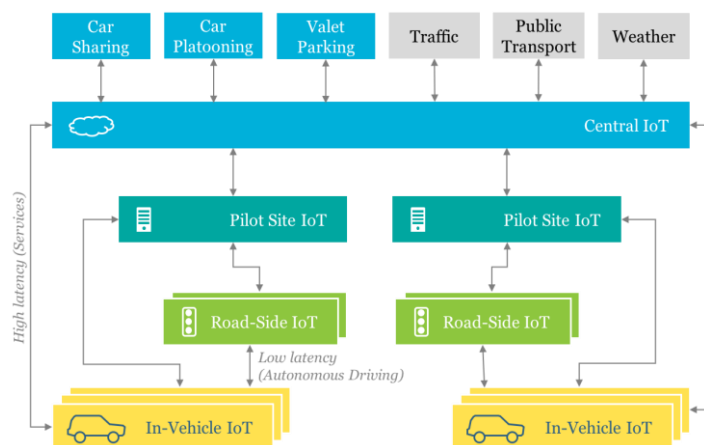 Car
Sharing
Car
Platooning
Valet
Parking
Traffic
Public
Transport
Weather
Central IoT
High latency (Services)
Pilot Site IoT
Pilot Site IoT
Road-Side IoT
Road-Side IoT
Low latency
(Autonomous Driving)
In-Vehicle IoT
In-Vehicle IoT